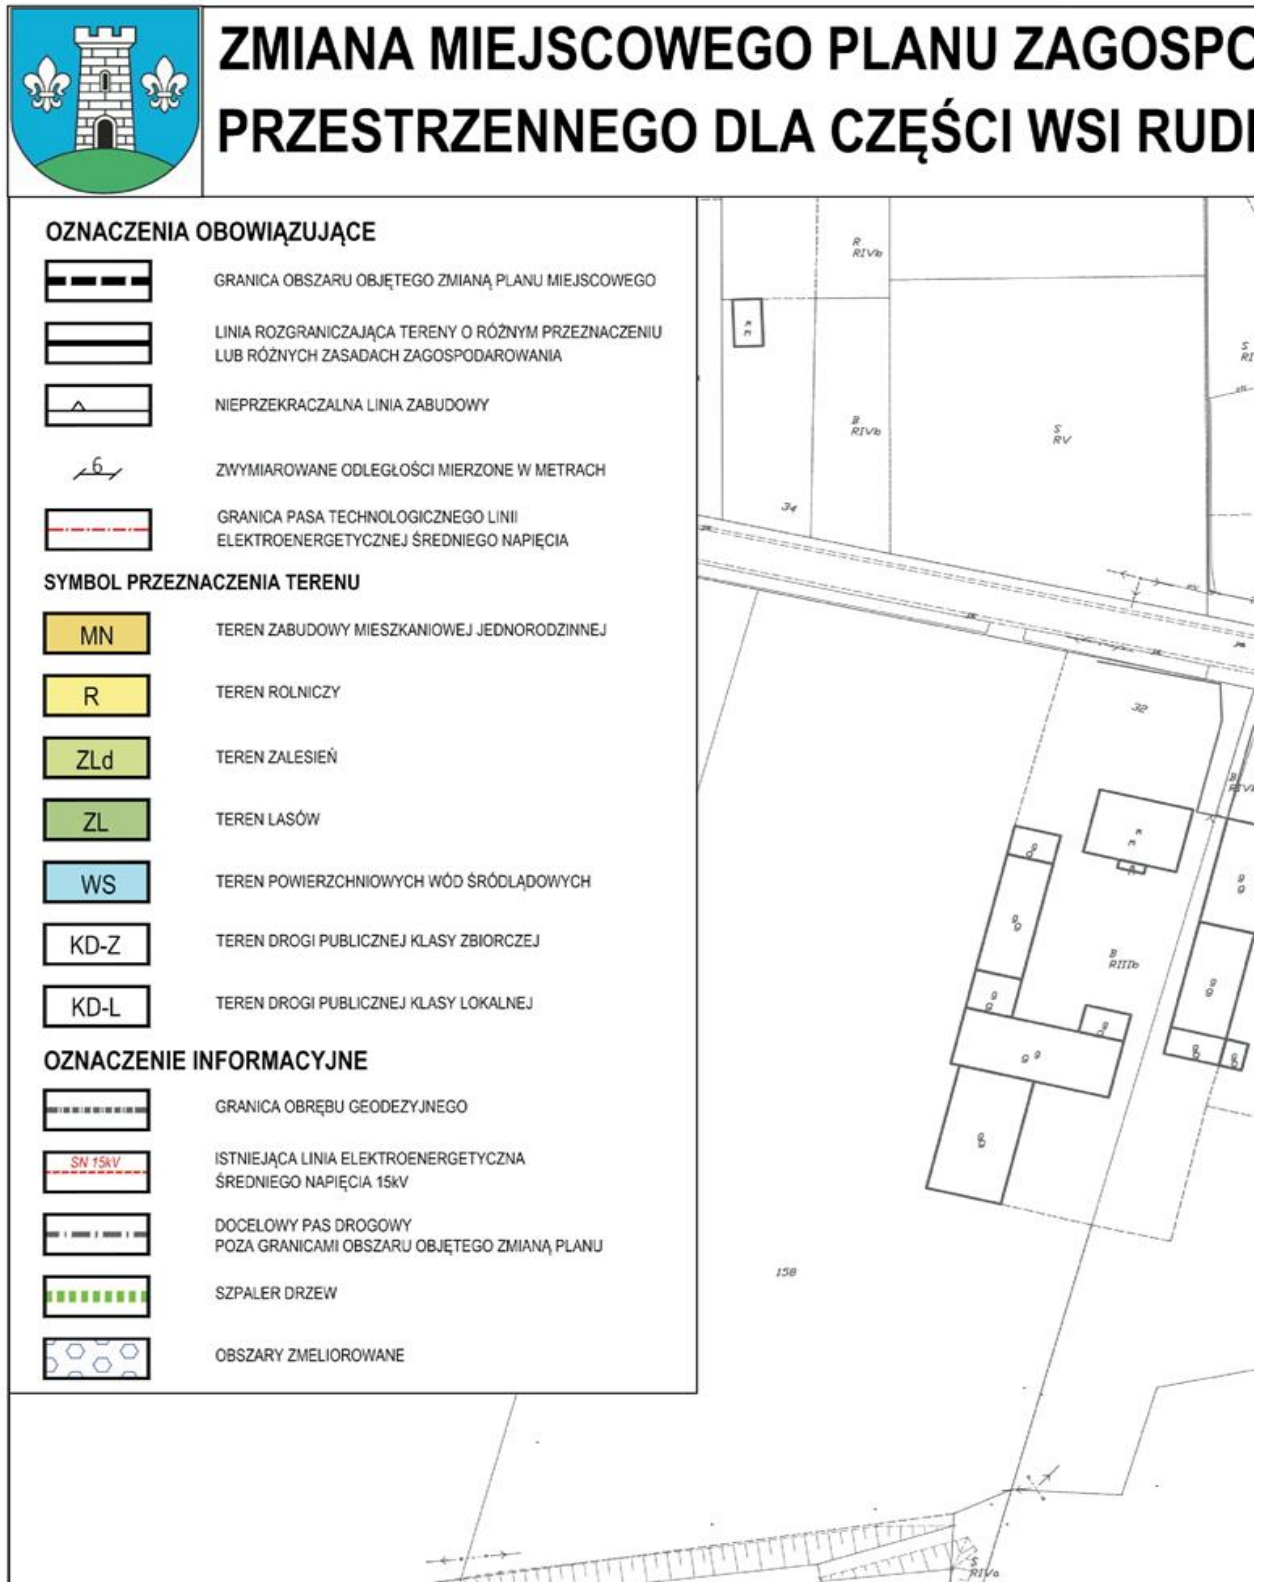 ZMIANA MIEJSCOWEGO PLANU ZAGOSPO
PRZESTRZENNEGO DLA CZĘŚCI WSI RUD
OZNACZENIA OBOWIĄZUJĄCE
GRANICA OBSZARU OBJĘTEGO ZMIANĄ PLANU MIEJSCOWEGO
LINIA ROZGRANICZAJĄCA TERENY O RÓŻNYM PRZEZNACZENIU
LUB RÓŻNYCH ZASADACH ZAGOSPODAROWANIA
NIEPRZEKRACZALNA LINIA ZABUDOWY
6
ZWYMIAROWANE ODLEGŁOŚCI MIERZONE W METRACH
GRANICA PASA TECHNOLOGICZNEGO LINII
ELEKTROENERGETYCZNEJ ŚREDNIEGO NAPIĘCIA
SYMBOL PRZEZNACZENIA TERENU
MN TEREN ZABUDOWY MIESZKANIOWEJ JEDNORODZINNEJ
R TEREN ROLNICZY
ZLd TEREN ZALESIEŃ
ZL TEREN LASÓW
WS TEREN POWIERZCHNIOWYCH WÓD ŚRÓDLĄDOWYCH
KD-Z TEREN DROGI PUBLICZNEJ KLASY ZBIORCZEJ
KD-L TEREN DROGI PUBLICZNEJ KLASY LOKALNEJ
OZNACZENIE INFORMACYJNE
GRANICA OBRĘBU GEODEZYJNEGO
SN 15kV
ISTNIEJĄCA LINIA ELEKTROENERGETYCZNA
ŚREDNIEGO NAPIĘCIA 15kV
DOCELOWY PAS DROGOWY
POZA GRANICAMI OBSZARU OBJĘTEGO ZMIANĄ PLANU
SZPALER DRZEW
OBSZARY ZMELIOROWANE
R
RIVb
B
RIVb
S
RV
S
34
32
B
B
RIIIb
g
g
158
S
RIVa